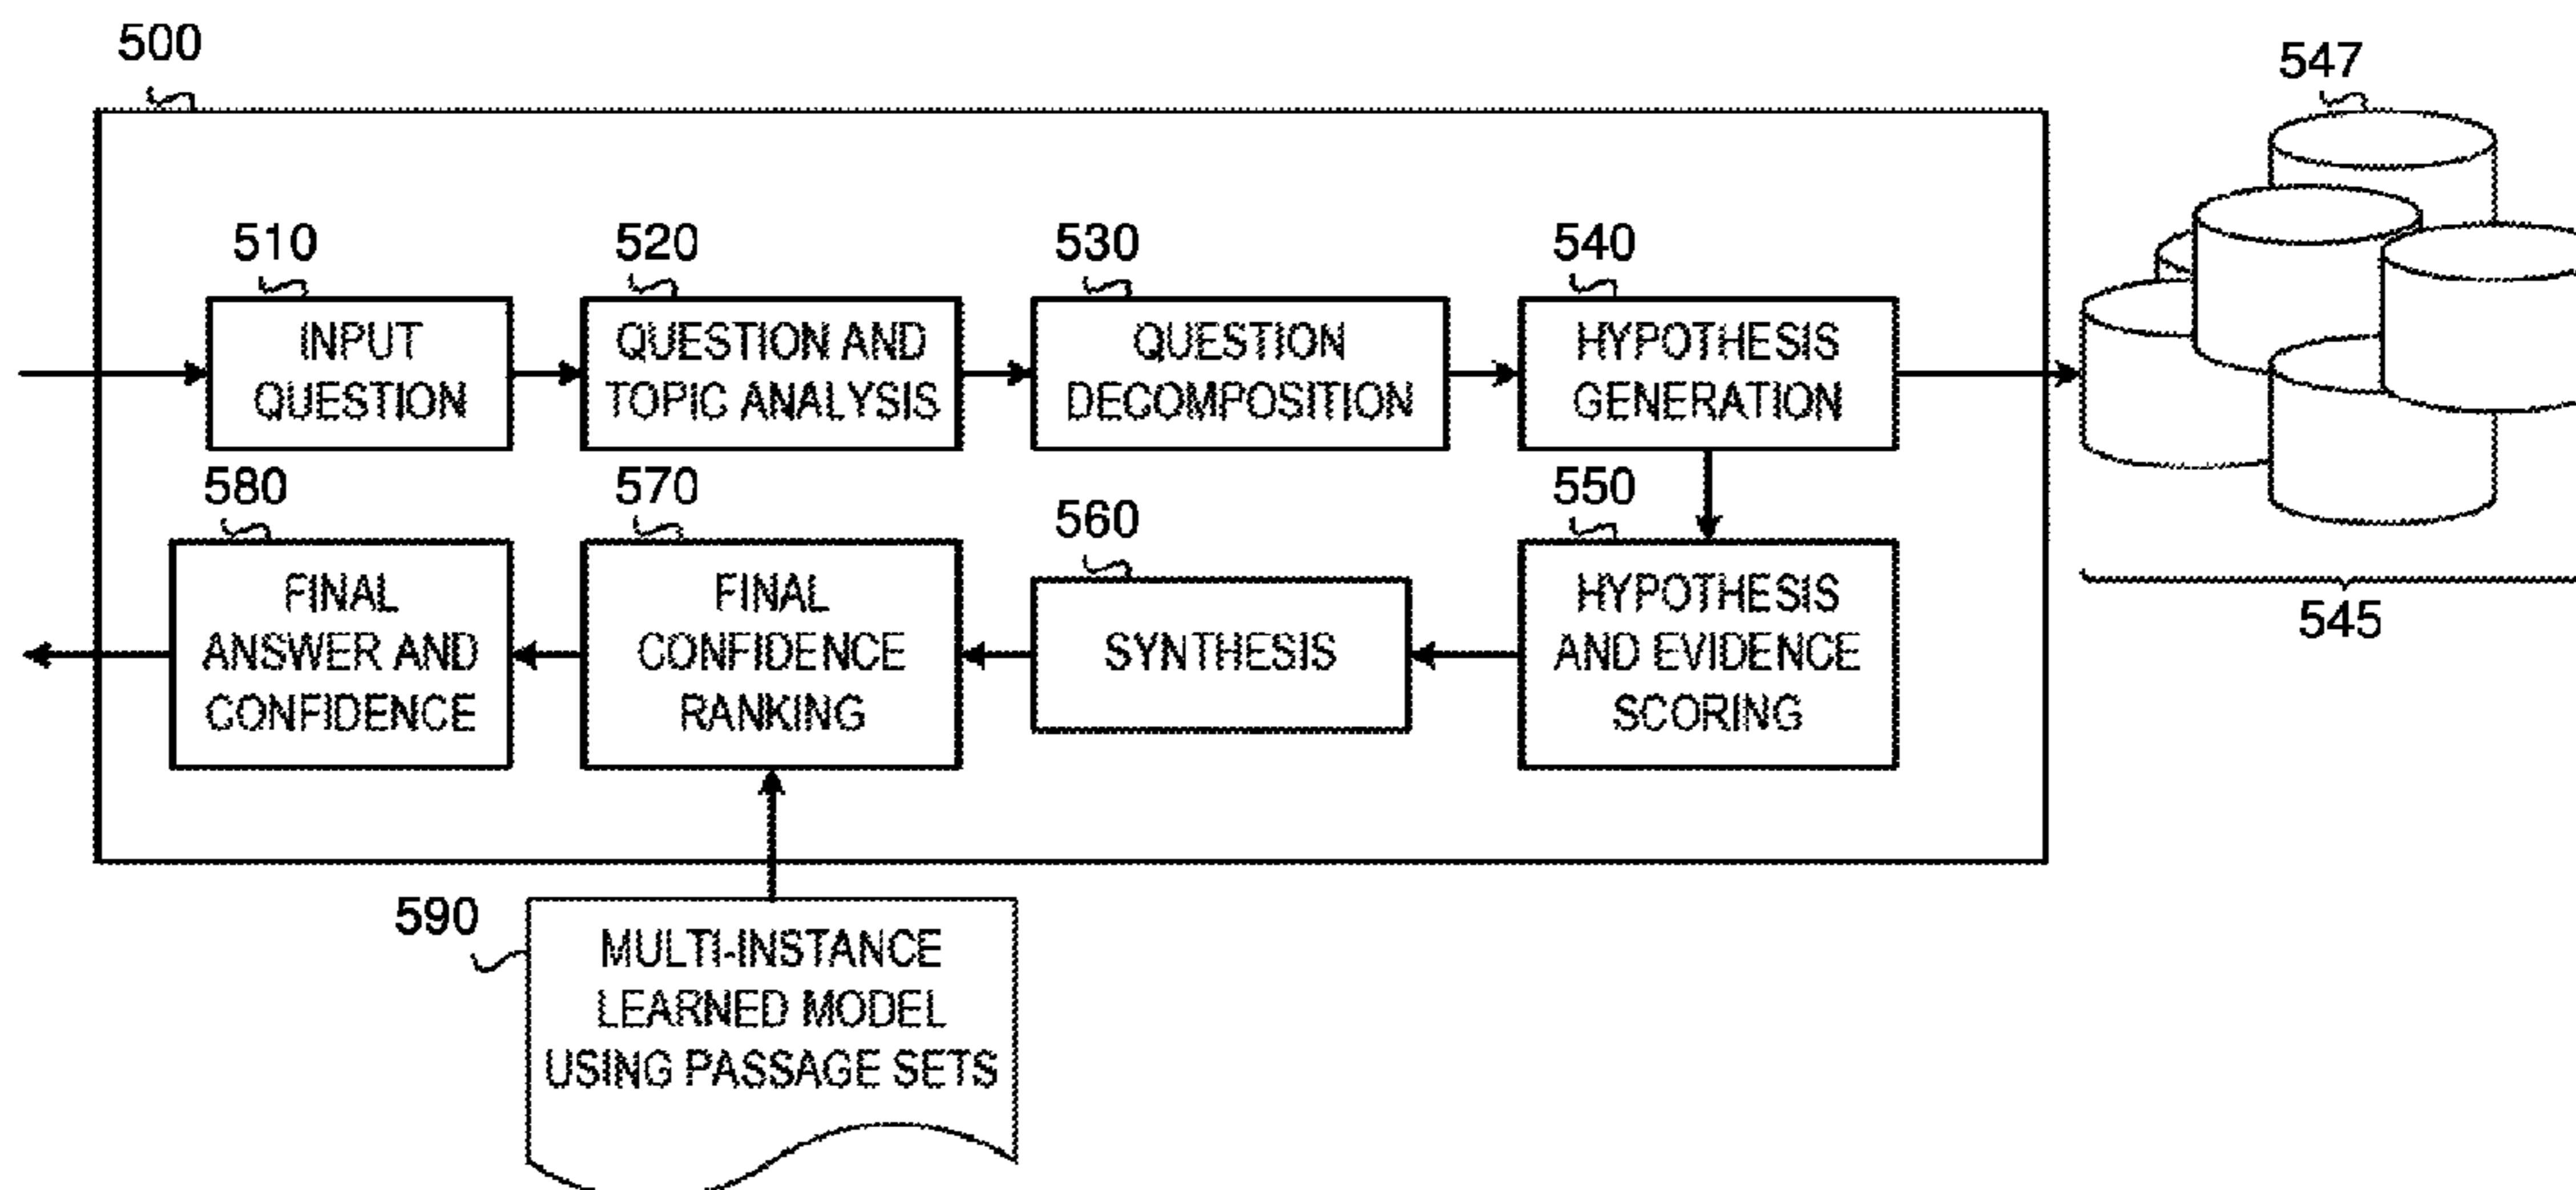 500
547
510
520
530
540
INPUT
QUESTION
QUESTION AND
TOPIC ANALYSIS
QUESTION
DECOMPOSITION
HYPOTHESIS
GENERATION
580
570
560
550
FINAL
ANSWER AND
CONFIDENCE
FINAL
CONFIDENCE
RANKING
SYNTHESIS
HYPOTHESIS
AND EVIDENCE
SCORING
545
590
MULTI-INSTANCE
LEARNED MODEL
USING PASSAGE SETS